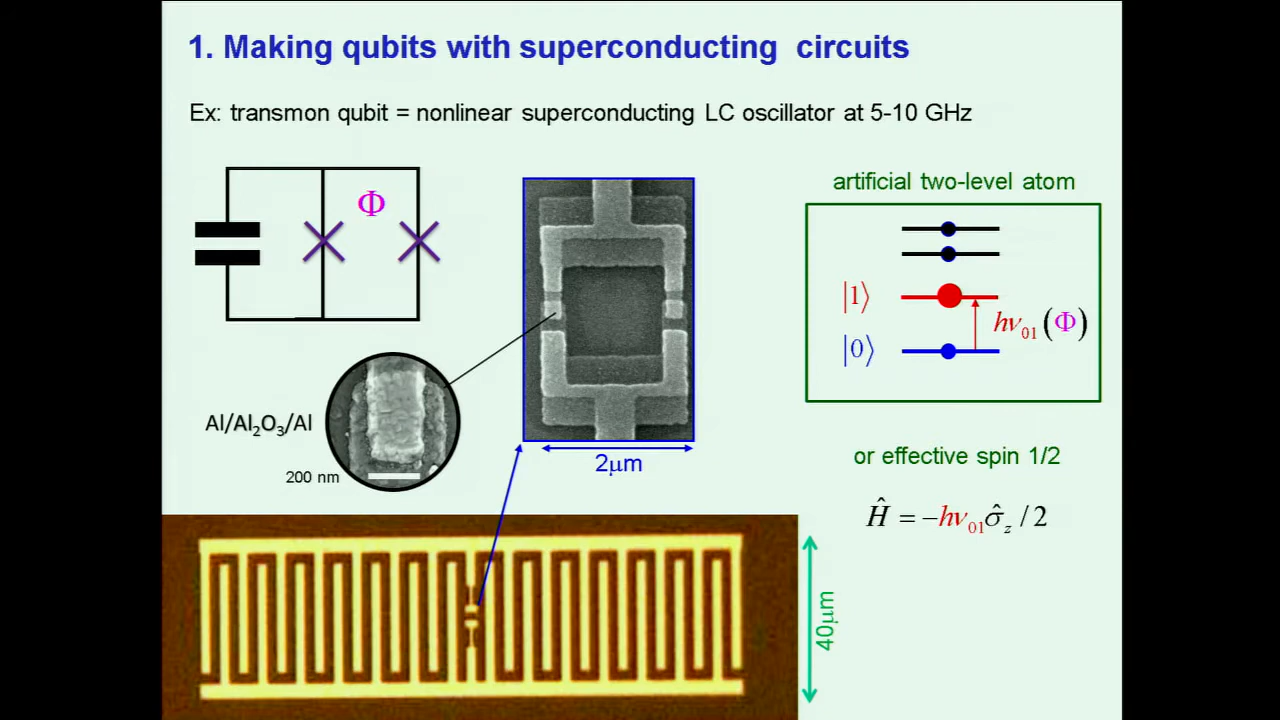 1. Making qubits with superconducting circuits
Ex: transmon qubit = nonlinear superconducting LC oscillator at 5-10 GHz
Φ
artificial two-level atom
|1⟩
hν₀₁(Φ)
|0⟩
Al/Al₂O₃/Al
200 nm
2μm
or effective spin 1/2
Ĥ = −hν₀₁σ̂_z / 2
40μm